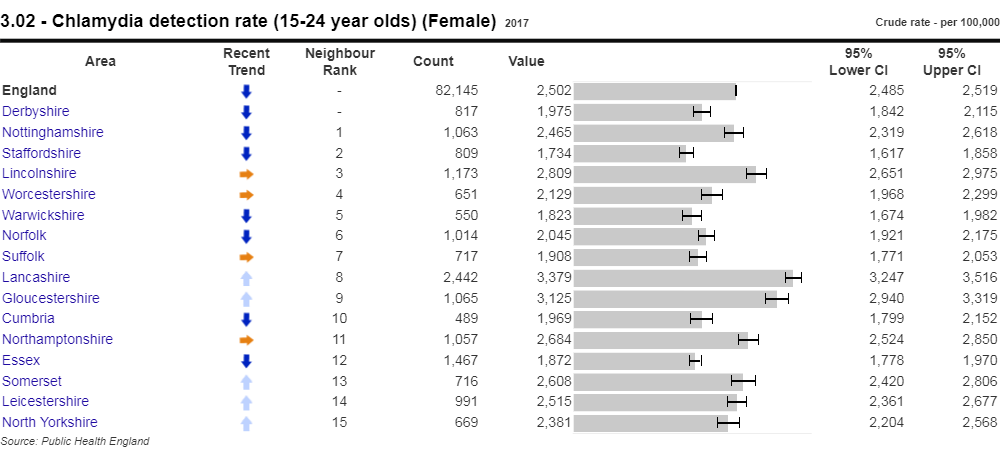 3.02 - Chlamydia detection rate (15-24 year olds) (Female) 2017 Crude rate - per 100,000
Area Recent Trend Neighbour Rank Count Value 95% Lower CI 95% Upper CI
England - 82,145 2,502 2,485 2,519
Derbyshire - 817 1,975 1,842 2,115
Nottinghamshire 1 1,063 2,465 2,319 2,618
Staffordshire 2 809 1,734 1,617 1,858
Lincolnshire 3 1,173 2,809 2,651 2,975
Worcestershire 4 651 2,129 1,968 2,299
Warwickshire 5 550 1,823 1,674 1,982
Norfolk 6 1,014 2,045 1,921 2,175
Suffolk 7 717 1,908 1,771 2,053
Lancashire 8 2,442 3,379 3,247 3,516
Gloucestershire 9 1,065 3,125 2,940 3,319
Cumbria 10 489 1,969 1,799 2,152
Northamptonshire 11 1,057 2,684 2,524 2,850
Essex 12 1,467 1,872 1,778 1,970
Somerset 13 716 2,608 2,420 2,806
Leicestershire 14 991 2,515 2,361 2,677
North Yorkshire 15 669 2,381 2,204 2,568
Source: Public Health England